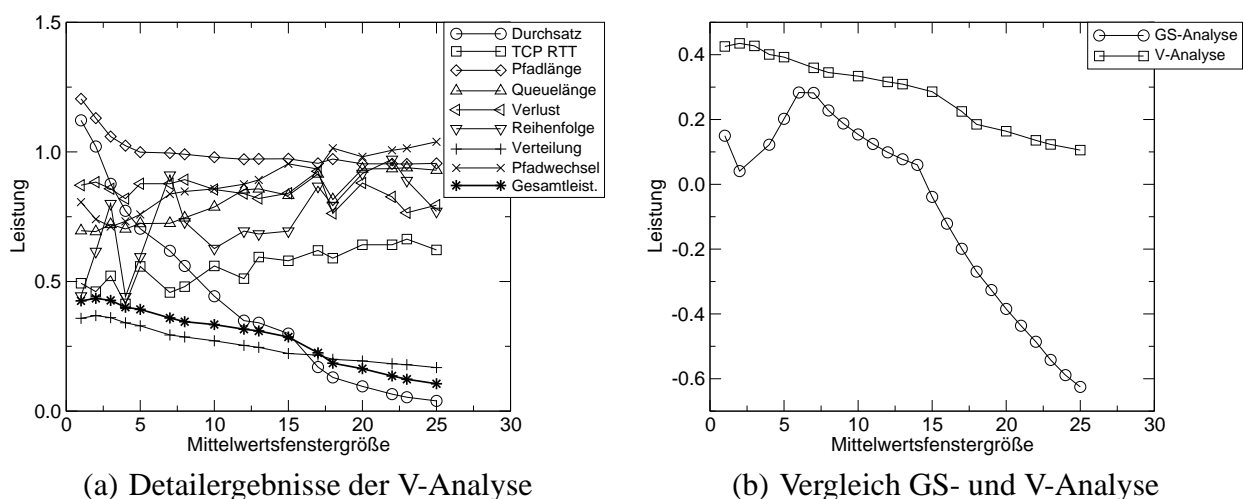 1.5
1.0
0.5
0.0
Leistung
0 5 10 15 20 25 30
Mittelwertsfenstergröße
Durchsatz
TCP RTT
Pfadlänge
Queuelänge
Verlust
Reihenfolge
Verteilung
Pfadwechsel
Gesamtleist.
(a) Detailergebnisse der V-Analyse
0.4
0.2
0.0
-0.2
-0.4
-0.6
Leistung
0 5 10 15 20 25 30
Mittelwertsfenstergröße
GS-Analyse
V-Analyse
(b) Vergleich GS- und V-Analyse